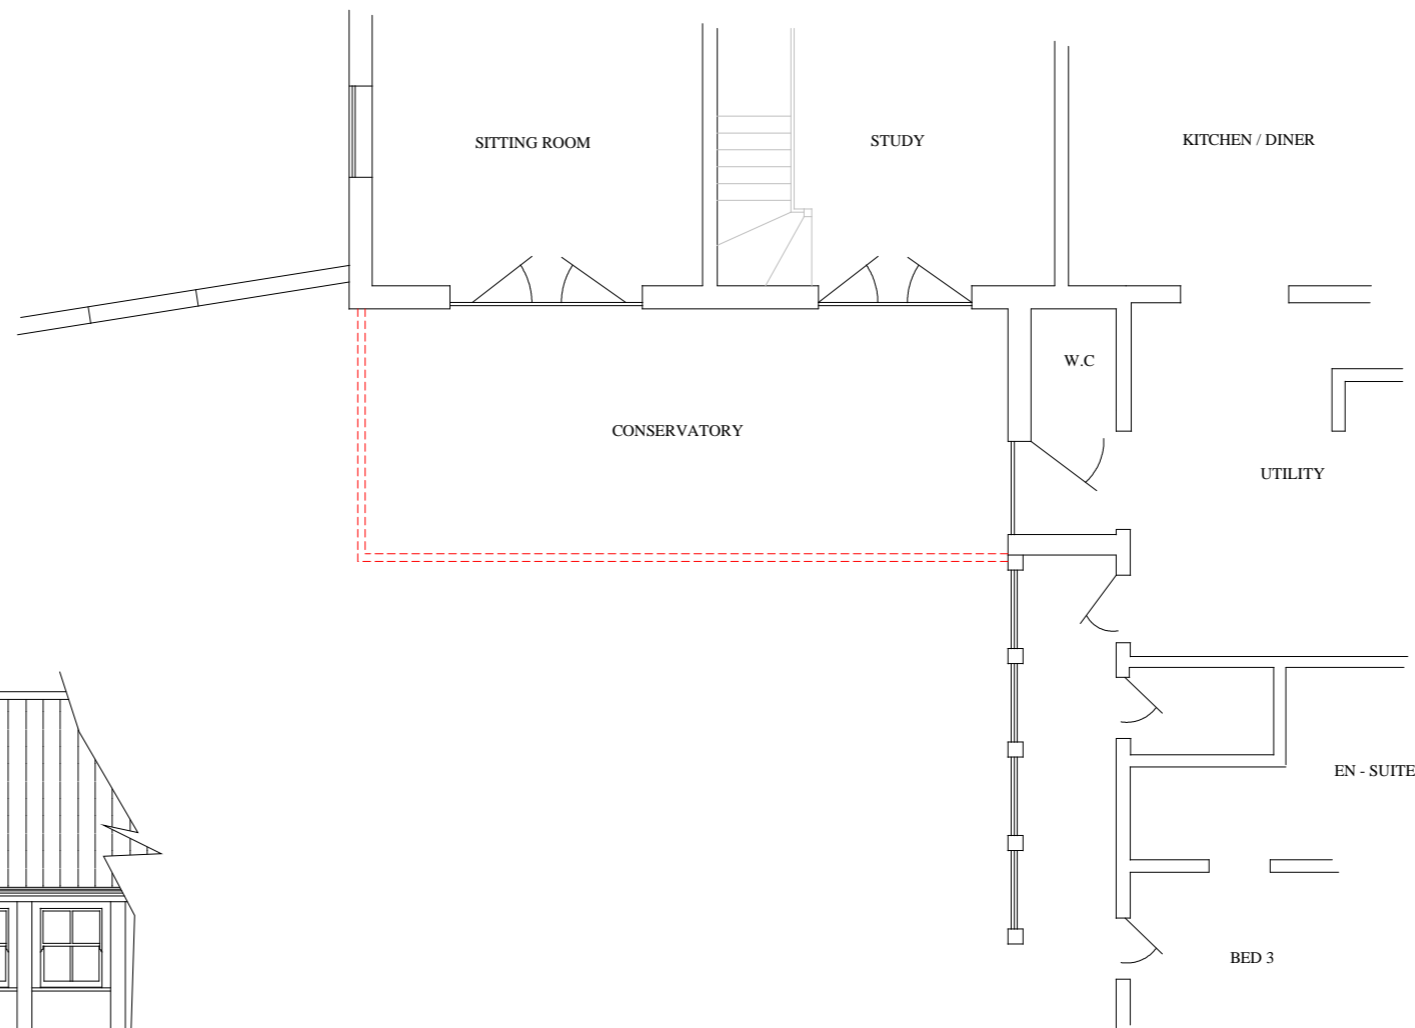 SITTING ROOM
STUDY
KITCHEN / DINER
W.C
CONSERVATORY
UTILITY
EN - SUITE
BED 3